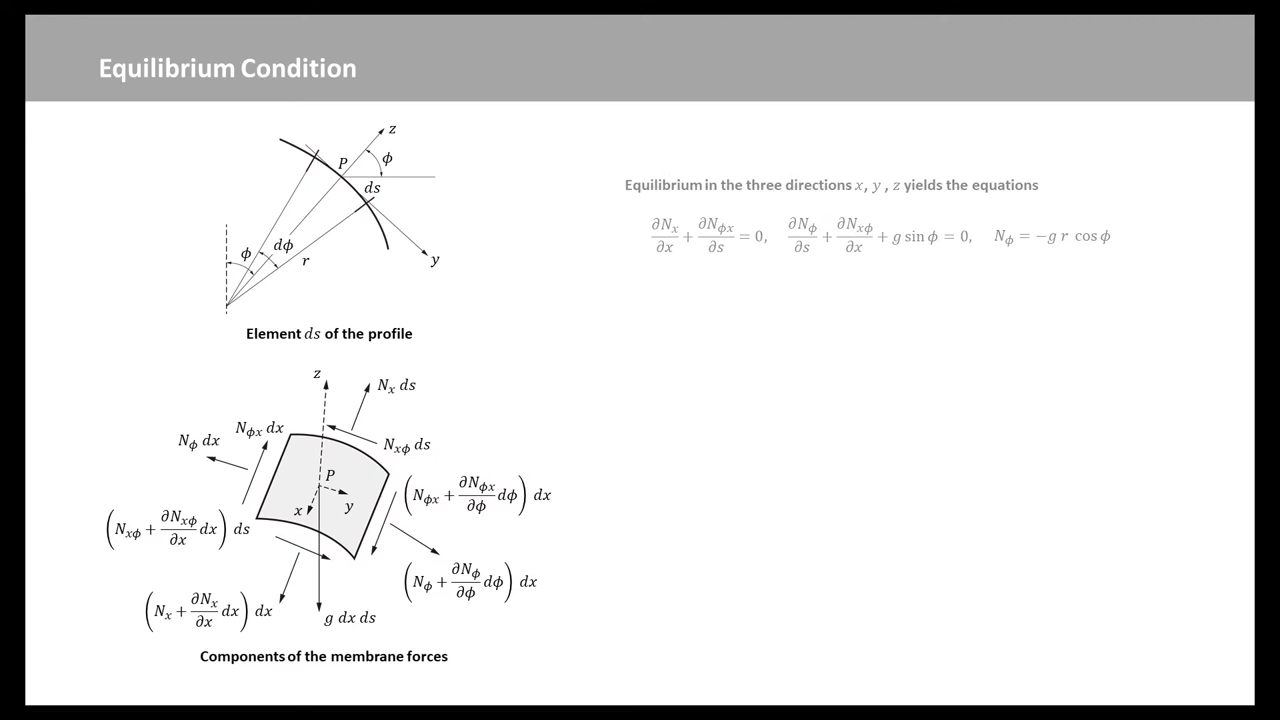 Equilibrium Condition
z
P
ϕ
ds
dϕ
ϕ
r
y
Element ds of the profile
Equilibrium in the three directions x, y , z yields the equations
∂N_x/∂x + ∂N_ϕx/∂s = 0, ∂N_ϕ/∂s + ∂N_xϕ/∂x + g sin ϕ = 0, N_ϕ = −g r cos ϕ
z
N_x ds
N_ϕx dx
N_ϕ dx
N_xϕ ds
P
(N_ϕx + ∂N_ϕx/∂ϕ dϕ) dx
x
y
(N_xϕ + ∂N_xϕ/∂x dx) ds
(N_ϕ + ∂N_ϕ/∂ϕ dϕ) dx
(N_x + ∂N_x/∂x dx) dx
g dx ds
Components of the membrane forces